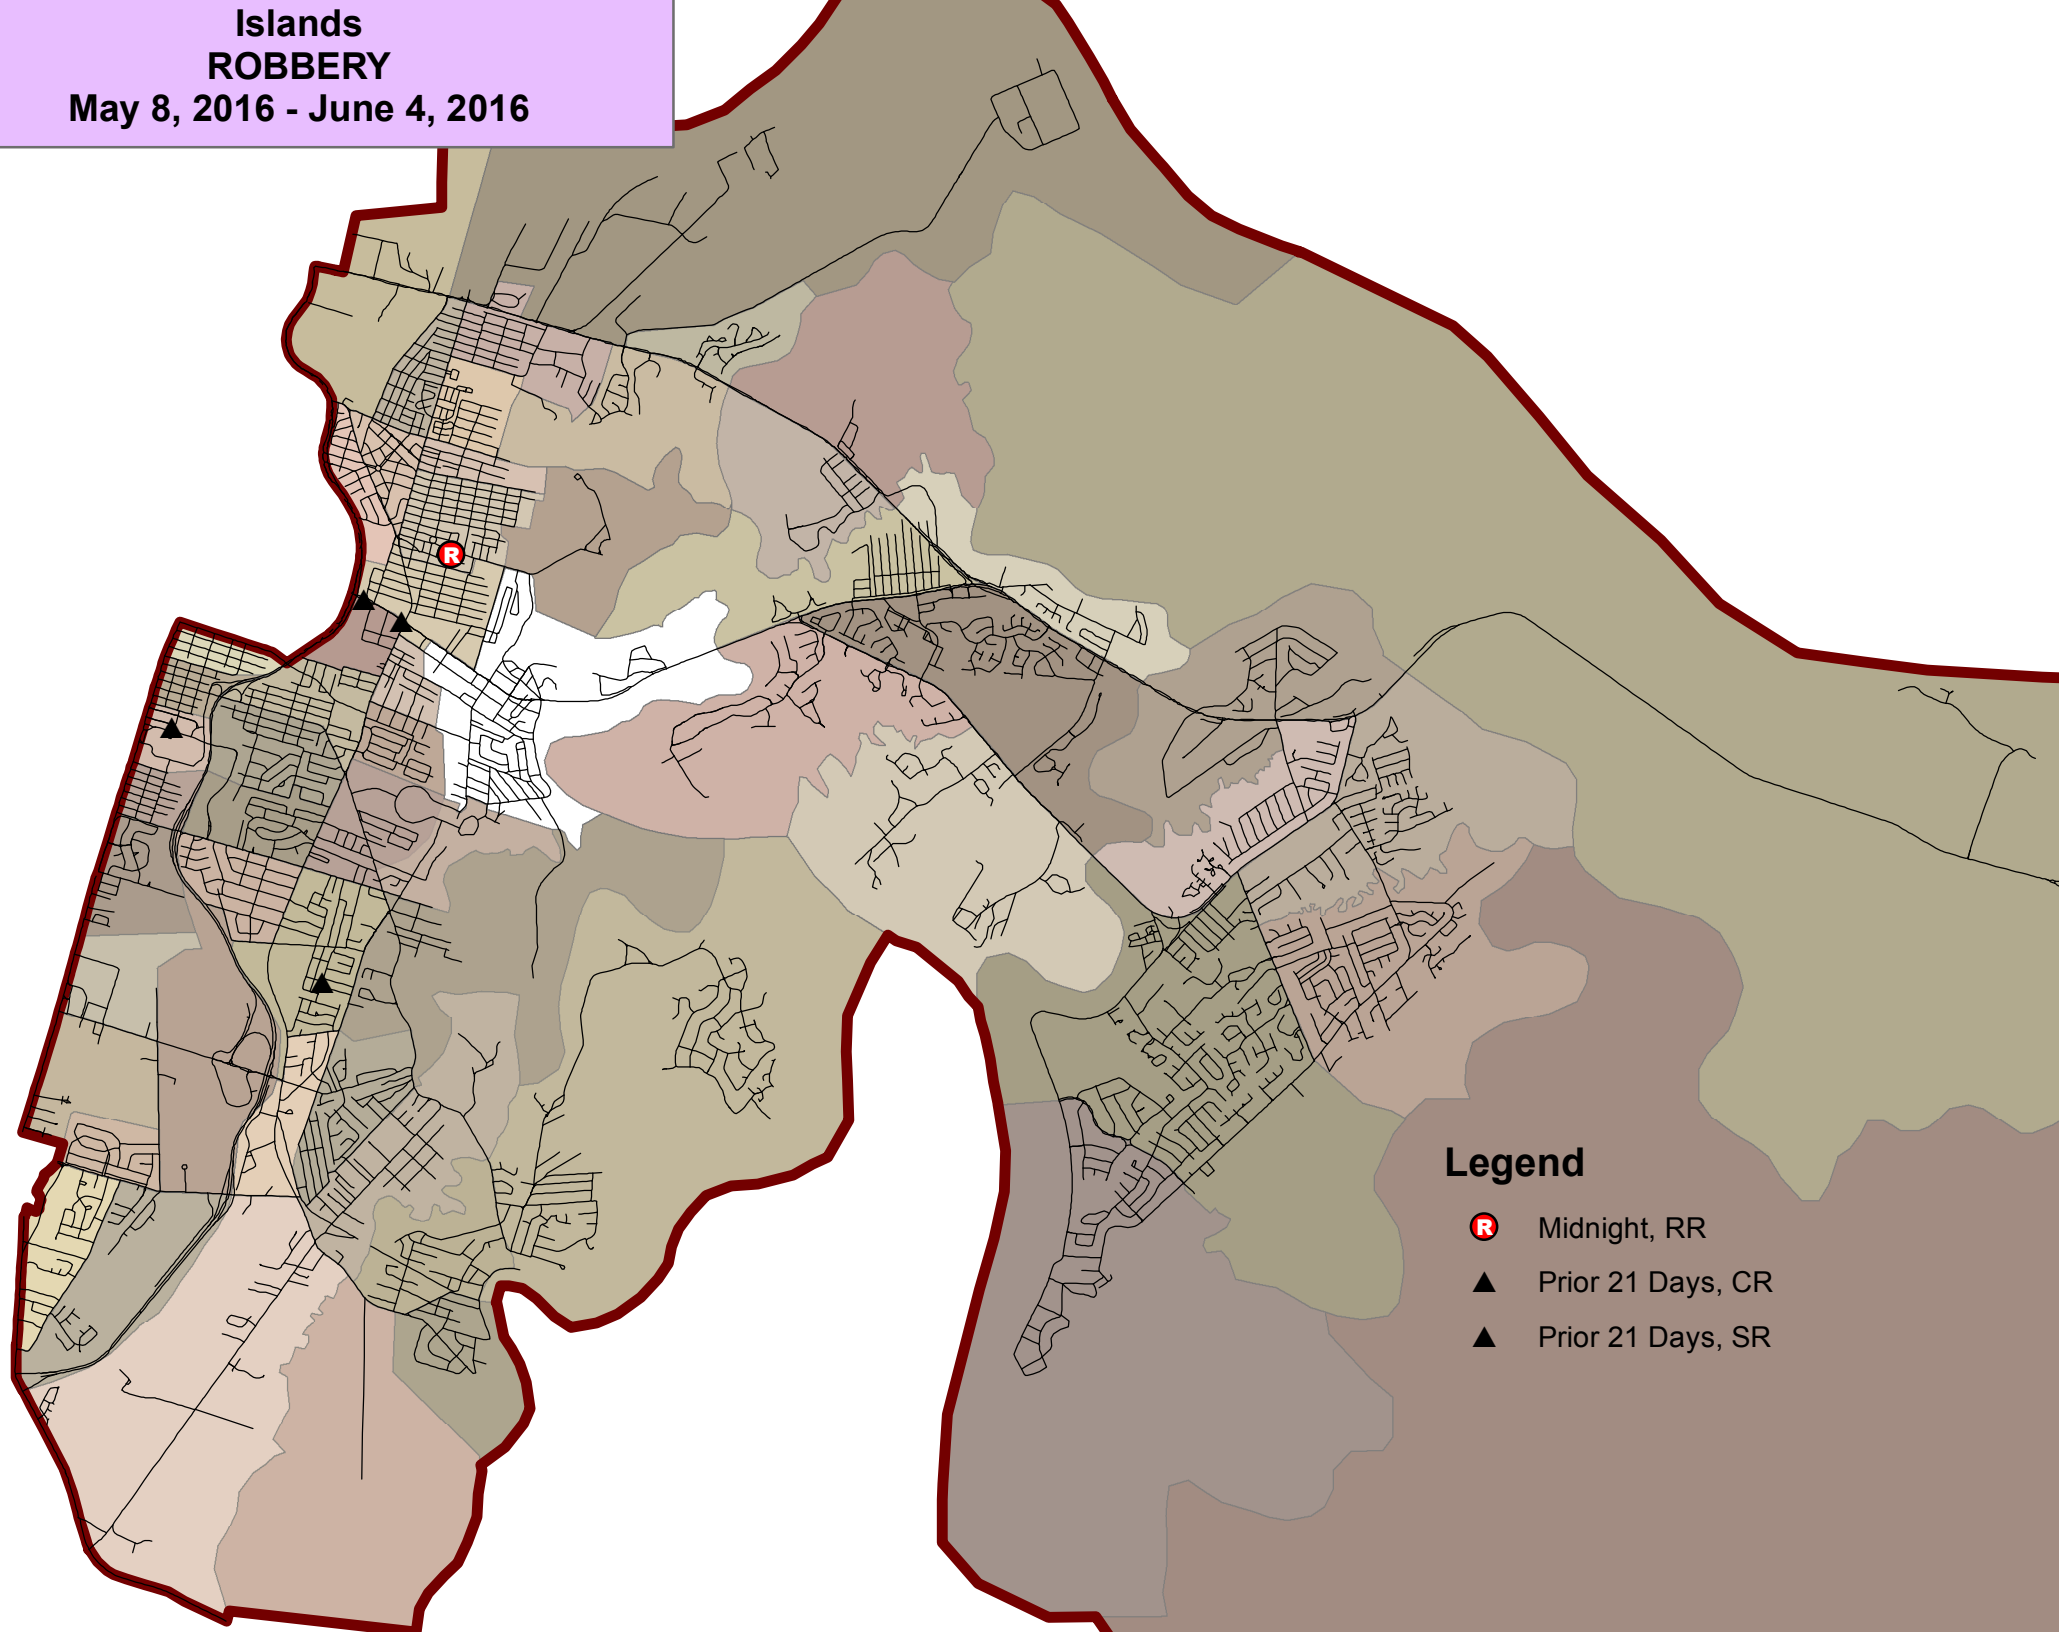 Islands
ROBBERY
May 8, 2016 - June 4, 2016
R
Legend
R Midnight, RR
Prior 21 Days, CR
Prior 21 Days, SR